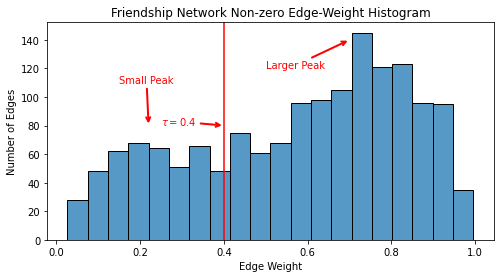 Friendship Network Non-zero Edge-Weight Histogram
140
120
100
80
60
40
20
0
Number of Edges
Small Peak
τ = 0.4
Larger Peak
0.0 0.2 0.4 0.6 0.8 1.0
Edge Weight